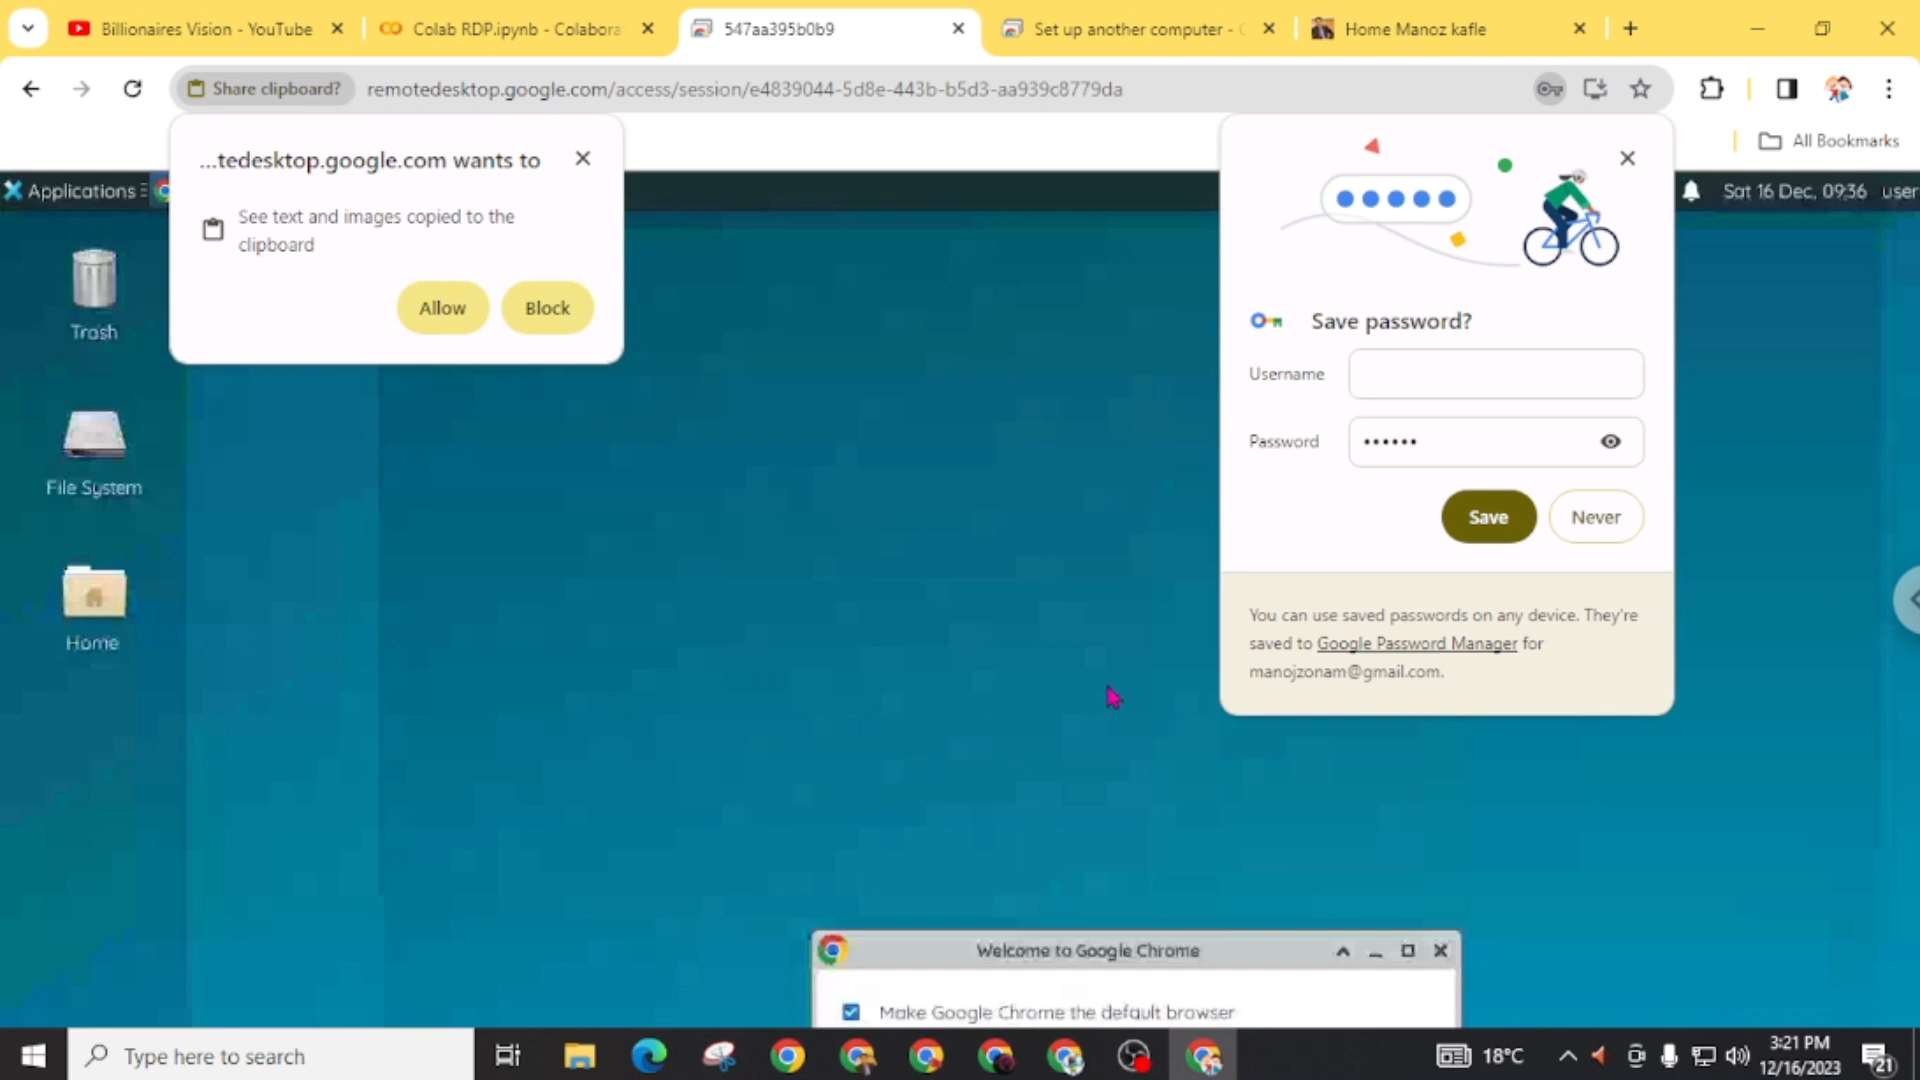 Billionaires Vision - YouTube
Colab RDP.ipynb - Colabora
547aa395b0b9
Set up another computer -
Home Manoz kafle
Share clipboard?
remotedesktop.google.com/access/session/e4839044-5d8e-443b-b5d3-aa939c8779da
All Bookmarks
...tedesktop.google.com wants to
See text and images copied to the
clipboard
Allow
Block
Applications
Sat 16 Dec, 09:36
user
Trash
File System
Home
Save password?
Username
Password
••••••
Save
Never
You can use saved passwords on any device. They're
saved to Google Password Manager for
manojzonam@gmail.com.
Welcome to Google Chrome
Make Google Chrome the default browser
Type here to search
18°C
3:21 PM
12/16/2023
21